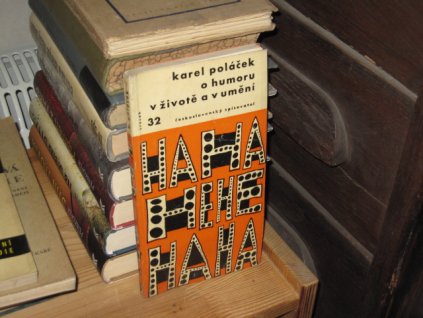 karel poláček
o humoru
v životě a v umění
32
československý spisovatel
HAHA
HEHE
HAHA